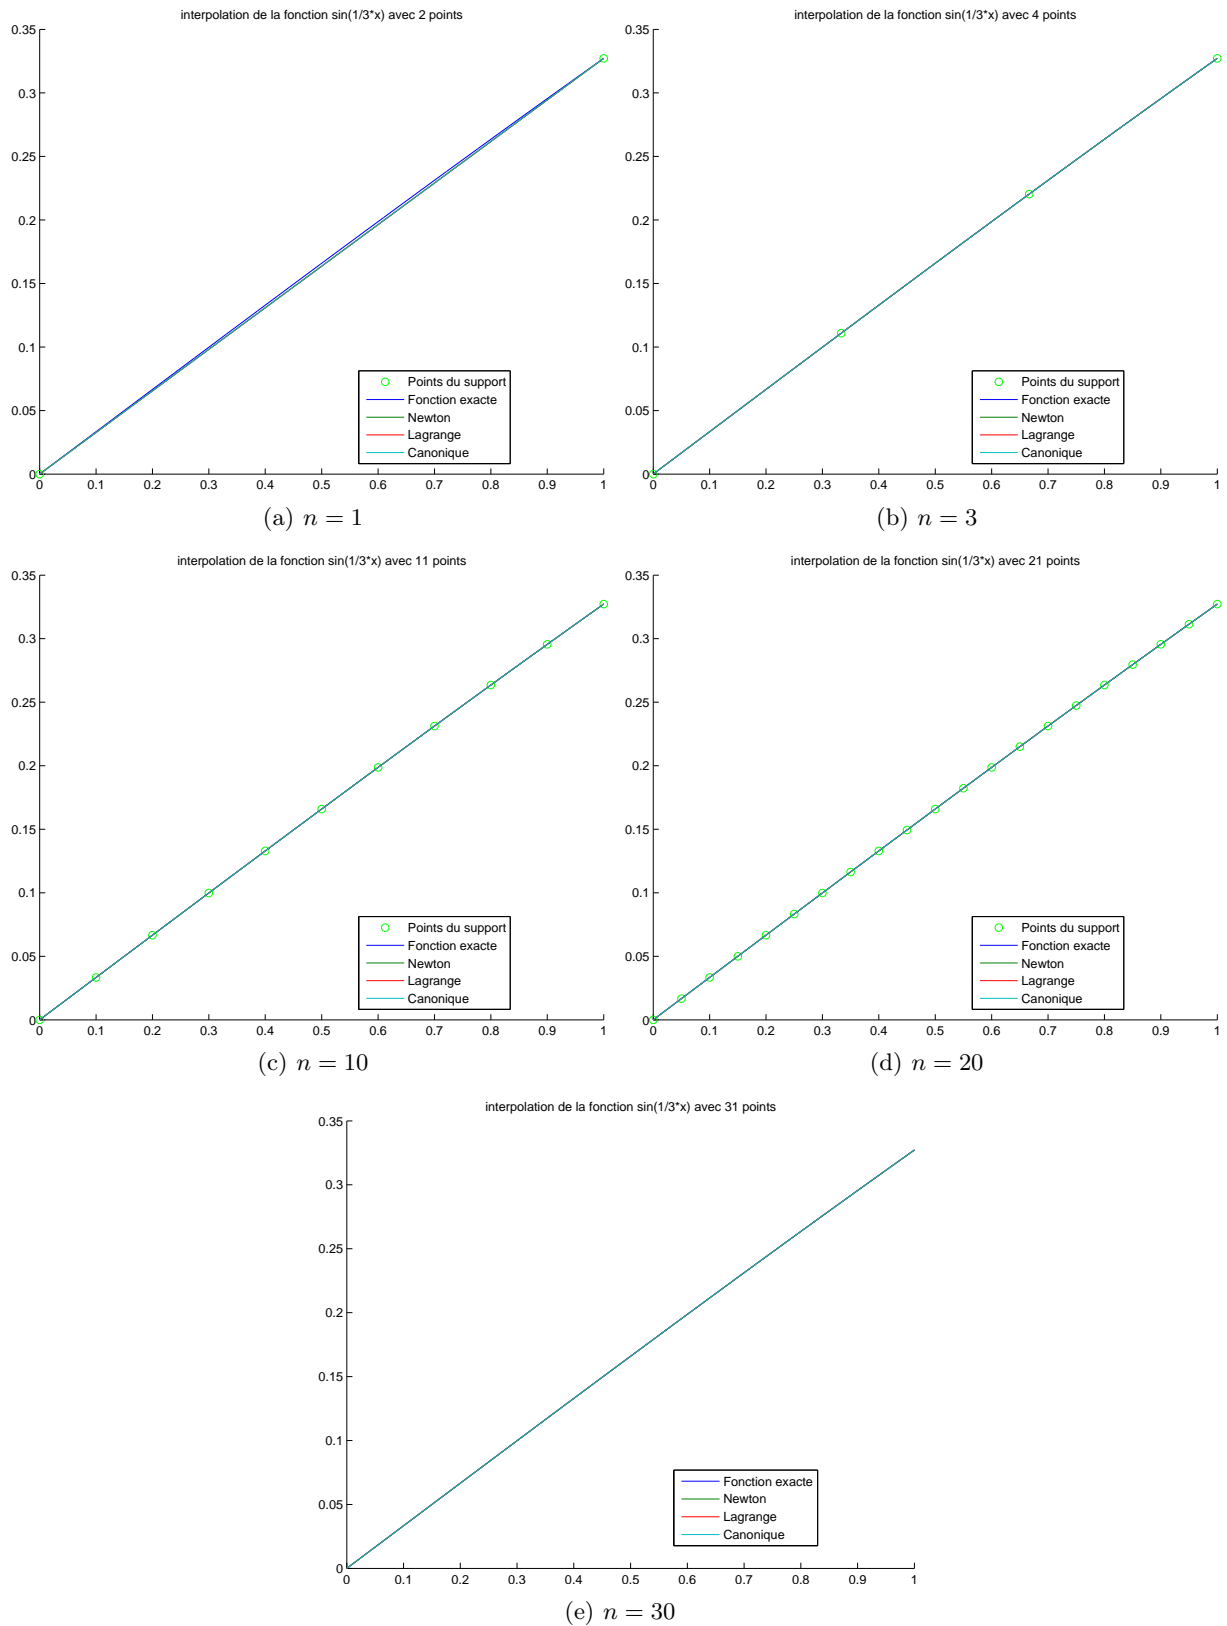 interpolation de la fonction sin(1/3*x) avec 2 points
0.35
0.3
0.25
0.2
0.15
0.1
0.05
0
0 0.1 0.2 0.3 0.4 0.5 0.6 0.7 0.8 0.9 1
Points du support
Fonction exacte
Newton
Lagrange
Canonique
(a) n = 1
interpolation de la fonction sin(1/3*x) avec 4 points
0.35
0.3
0.25
0.2
0.15
0.1
0.05
0
0 0.1 0.2 0.3 0.4 0.5 0.6 0.7 0.8 0.9 1
Points du support
Fonction exacte
Newton
Lagrange
Canonique
(b) n = 3
interpolation de la fonction sin(1/3*x) avec 11 points
0.35
0.3
0.25
0.2
0.15
0.1
0.05
0
0 0.1 0.2 0.3 0.4 0.5 0.6 0.7 0.8 0.9 1
Points du support
Fonction exacte
Newton
Lagrange
Canonique
(c) n = 10
interpolation de la fonction sin(1/3*x) avec 21 points
0.35
0.3
0.25
0.2
0.15
0.1
0.05
0
0 0.1 0.2 0.3 0.4 0.5 0.6 0.7 0.8 0.9 1
Points du support
Fonction exacte
Newton
Lagrange
Canonique
(d) n = 20
interpolation de la fonction sin(1/3*x) avec 31 points
0.35
0.3
0.25
0.2
0.15
0.1
0.05
0
0 0.1 0.2 0.3 0.4 0.5 0.6 0.7 0.8 0.9 1
Fonction exacte
Newton
Lagrange
Canonique
(e) n = 30